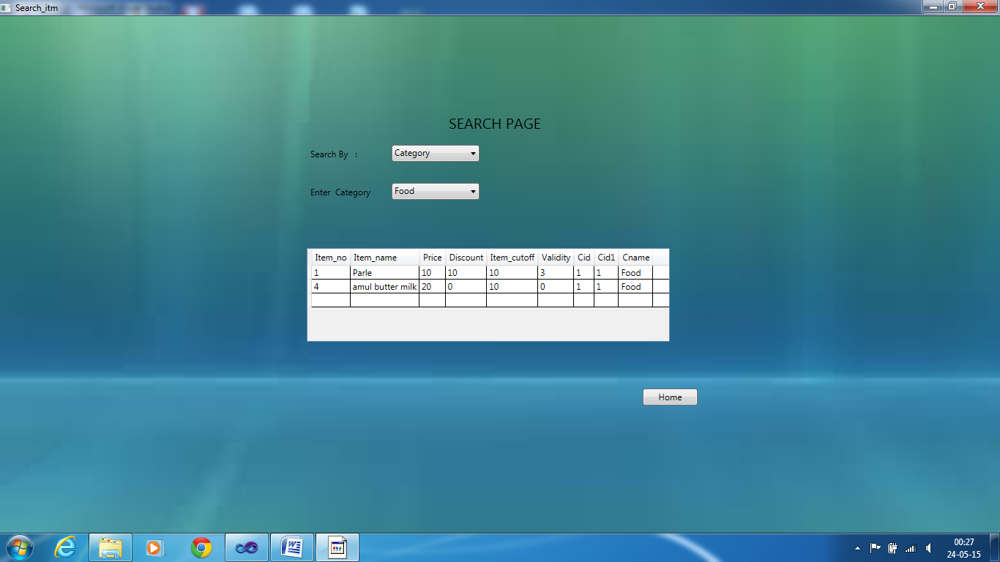 Search_itm
SEARCH PAGE
Search By : Category
Enter Category Food
Item_no Item_name Price Discount Item_cutoff Validity Cid Cid1 Cname
1 Parle 10 10 10 3 1 1 Food
4 amul butter milk 20 0 10 0 1 1 Food
Home
00:27
24-05-15